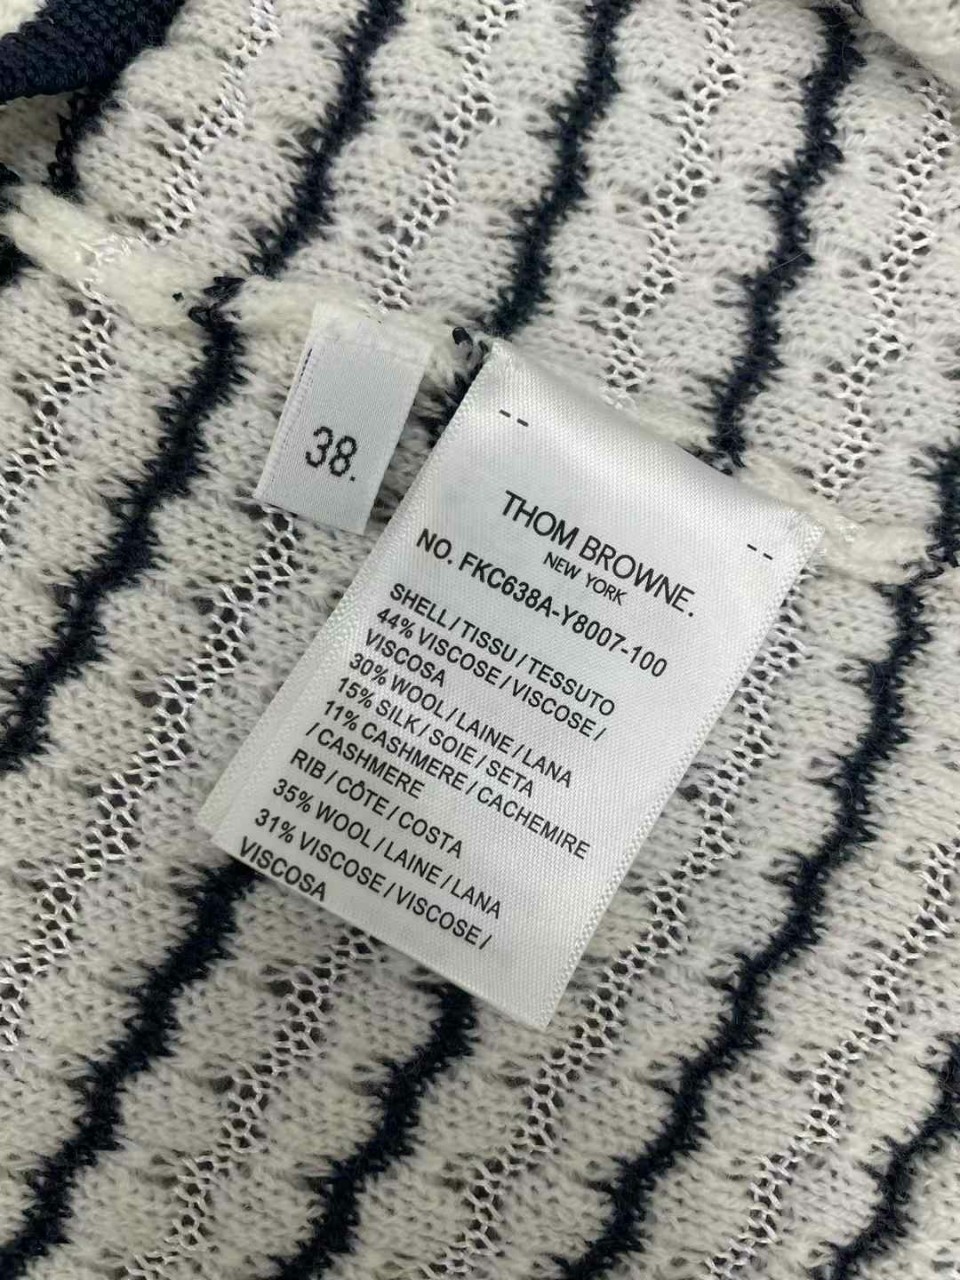 38.
THOM BROWNE.
NEW YORK
NO. FKC638A-Y8007-100
SHELL / TISSU / TESSUTO
44% VISCOSE / VISCOSE /
VISCOSA
30% WOOL / LAINE / LANA
15% SILK / SOIE / SETA
11% CASHMERE / CACHEMIRE
/ CASHMERE
RIB / CÔTE / COSTA
35% WOOL / LAINE / LANA
31% VISCOSE / VISCOSE /
VISCOSA